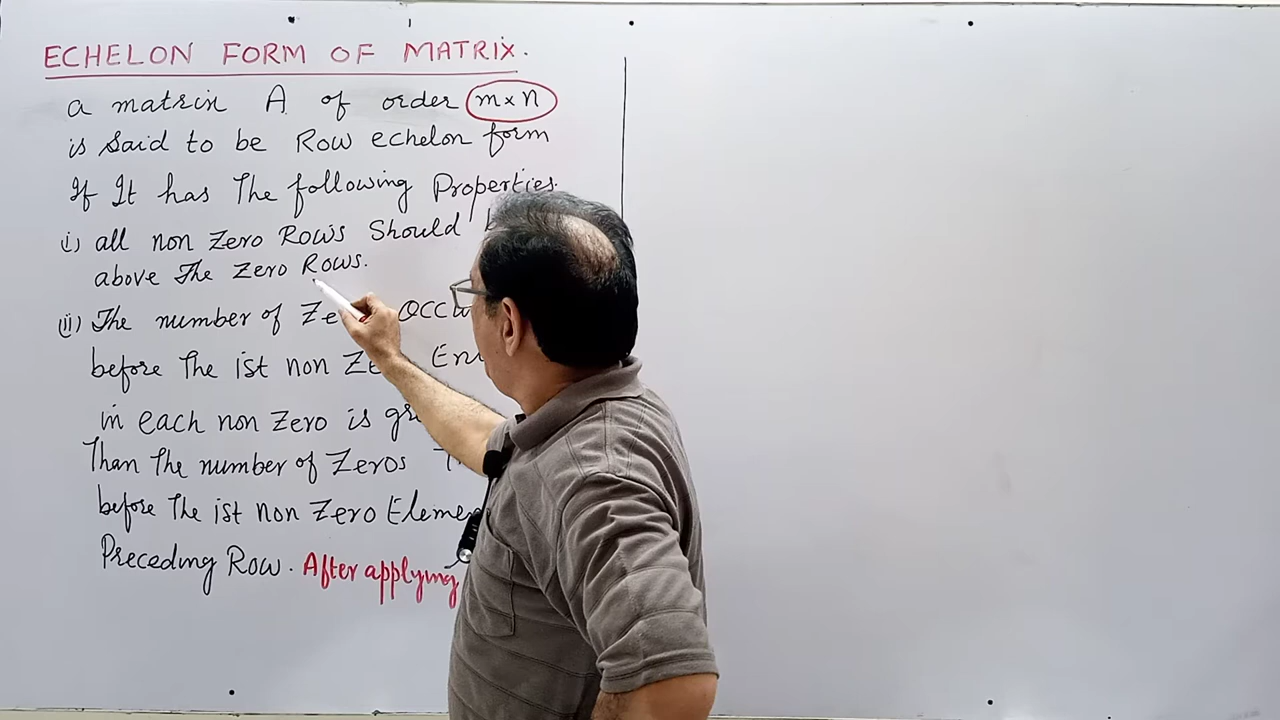 ECHELON FORM OF MATRIX.
a matrix A of order m×n
is said to be Row echelon form
If It has The following Properties.
(i) all non Zero Rows Should
above The Zero Rows.
(ii) The number of
before The ist non
in each non Zero is
Than The number of Zeros
before The ist non Zero
Preceding Row. After applying